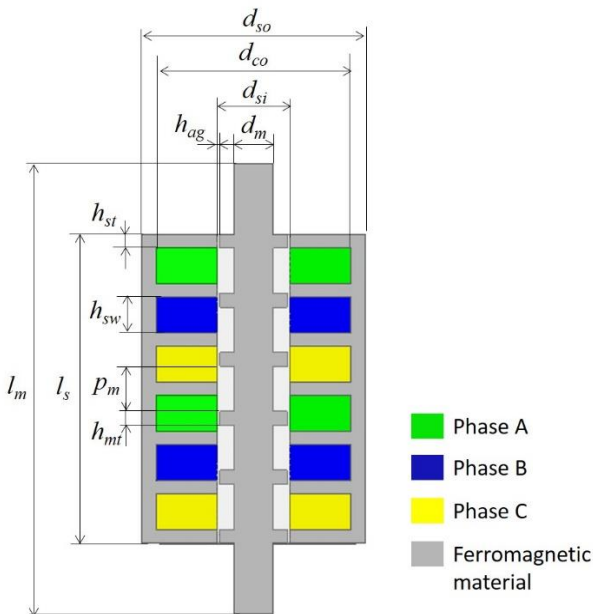 d_so
d_co
d_si
h_ag
d_m
h_st
h_sw
l_m
l_s
p_m
h_mt
Phase A
Phase B
Phase C
Ferromagnetic
material